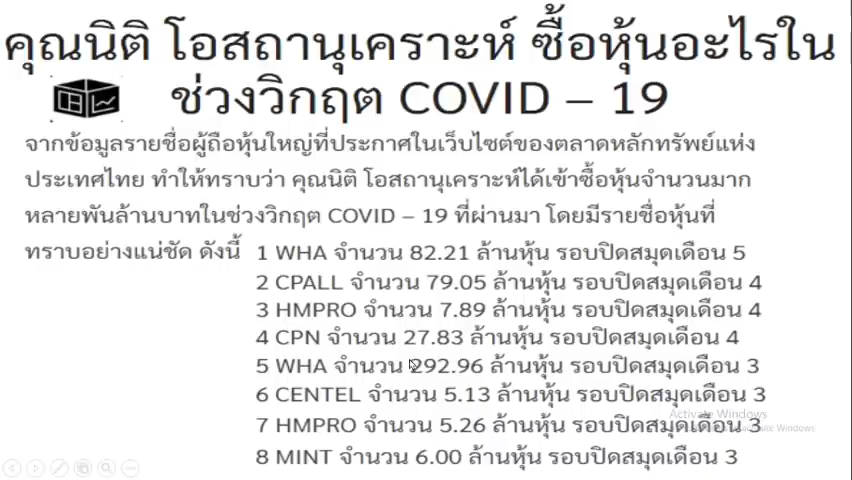 คุณนิติ โอสถานุเคราะห์ ซื้อหุ้นอะไรใน
ช่วงวิกฤต COVID – 19
จากข้อมูลรายชื่อผู้ถือหุ้นใหญ่ที่ประกาศในเว็บไซต์ของตลาดหลักทรัพย์แห่ง
ประเทศไทย ทำให้ทราบว่า คุณนิติ โอสถานุเคราะห์ได้เข้าซื้อหุ้นจำนวนมาก
หลายพันล้านบาทในช่วงวิกฤต COVID – 19 ที่ผ่านมา โดยมีรายชื่อหุ้นที่
ทราบอย่างแน่ชัด ดังนี้
1 WHA จำนวน 82.21 ล้านหุ้น รอบปิดสมุดเดือน 5
2 CPALL จำนวน 79.05 ล้านหุ้น รอบปิดสมุดเดือน 4
3 HMPRO จำนวน 7.89 ล้านหุ้น รอบปิดสมุดเดือน 4
4 CPN จำนวน 27.83 ล้านหุ้น รอบปิดสมุดเดือน 4
5 WHA จำนวน 292.96 ล้านหุ้น รอบปิดสมุดเดือน 3
6 CENTEL จำนวน 5.13 ล้านหุ้น รอบปิดสมุดเดือน 3
7 HMPRO จำนวน 5.26 ล้านหุ้น รอบปิดสมุดเดือน 3
8 MINT จำนวน 6.00 ล้านหุ้น รอบปิดสมุดเดือน 3
Activate Windows
Windows